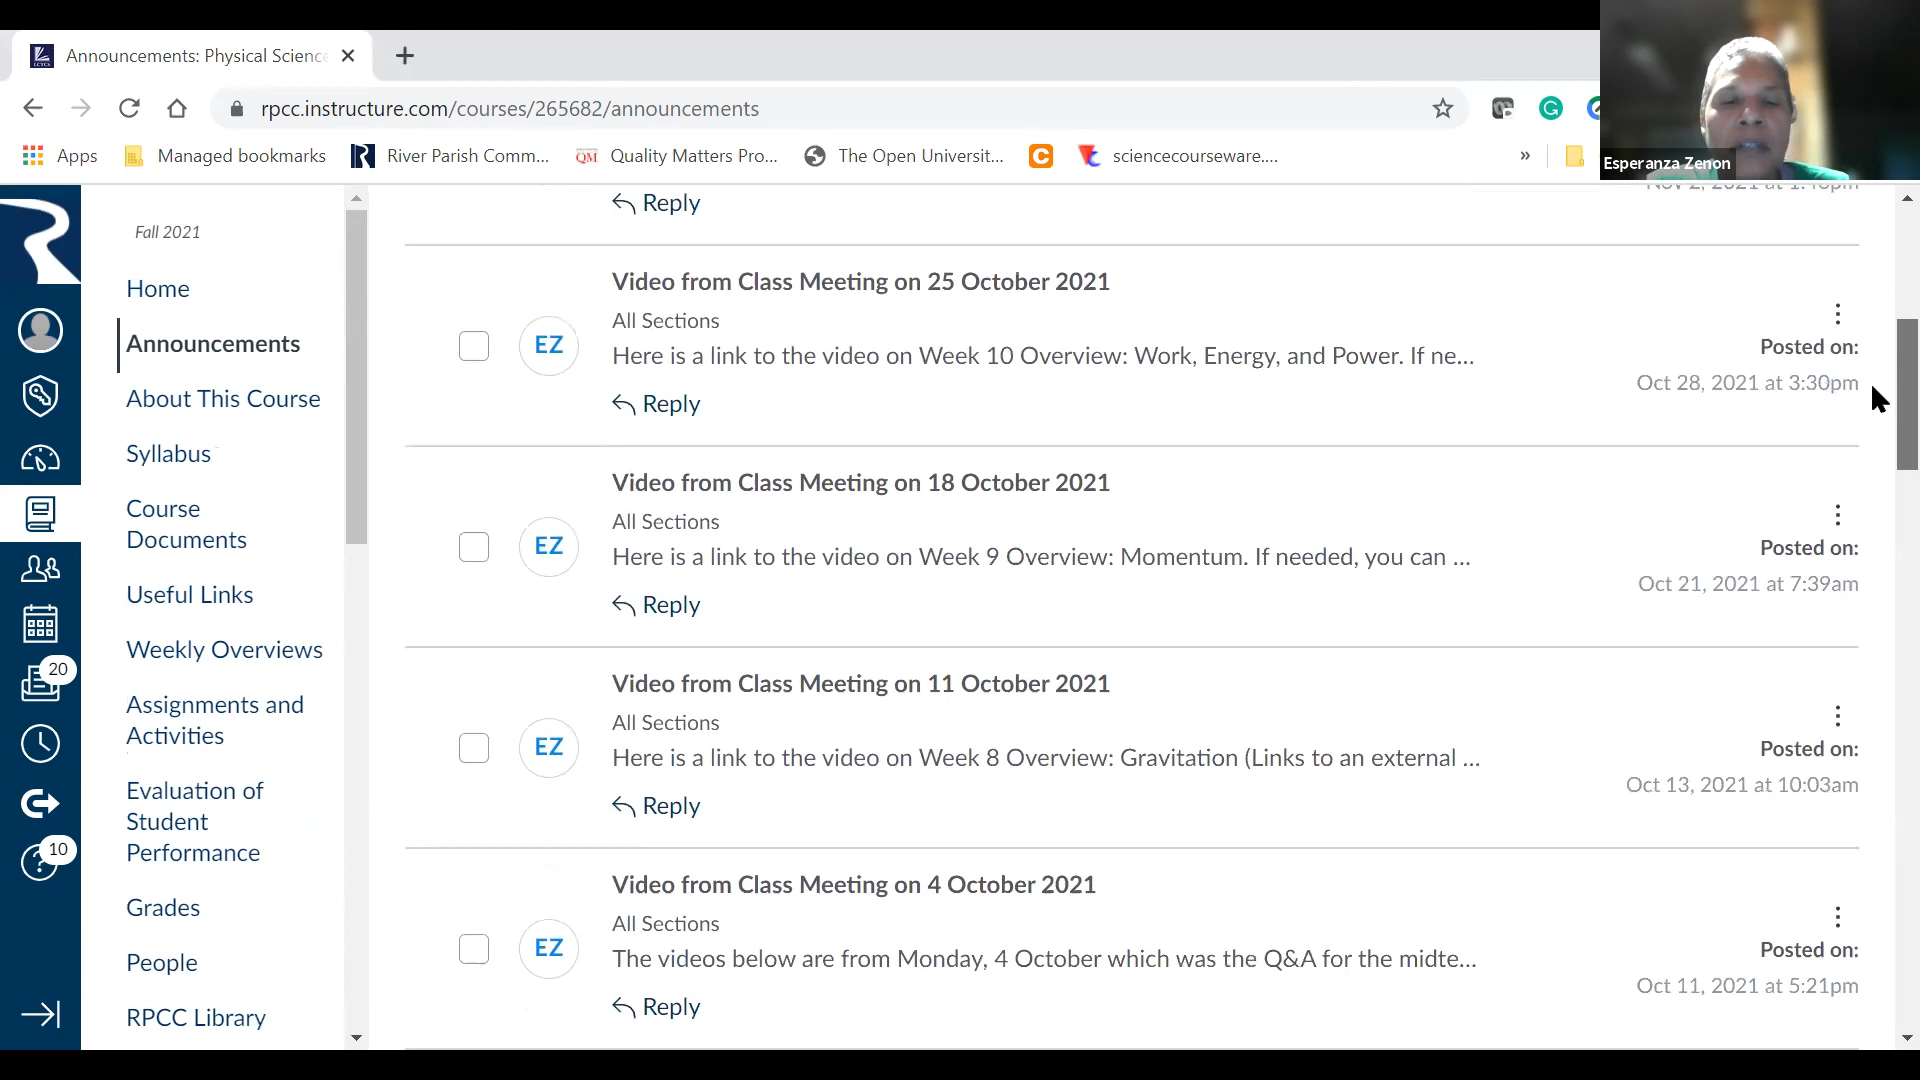 Announcements: Physical Science
rpcc.instructure.com/courses/265682/announcements
Apps
Managed bookmarks
River Parish Comm...
QM
Quality Matters Pro...
The Open Universit...
sciencecourseware....
»
Esperanza Zenon
Fall 2021
Home
Announcements
About This Course
Syllabus
Course
Documents
Useful Links
Weekly Overviews
Assignments and
Activities
Evaluation of
Student
Performance
Grades
People
RPCC Library
20
10
Nov 2, 2021 at 1:48pm
Reply
Video from Class Meeting on 25 October 2021
All Sections
EZ
Here is a link to the video on Week 10 Overview: Work, Energy, and Power. If ne...
Reply
Posted on:
Oct 28, 2021 at 3:30pm
Video from Class Meeting on 18 October 2021
All Sections
EZ
Here is a link to the video on Week 9 Overview: Momentum. If needed, you can ...
Reply
Posted on:
Oct 21, 2021 at 7:39am
Video from Class Meeting on 11 October 2021
All Sections
EZ
Here is a link to the video on Week 8 Overview: Gravitation (Links to an external ...
Reply
Posted on:
Oct 13, 2021 at 10:03am
Video from Class Meeting on 4 October 2021
All Sections
EZ
The videos below are from Monday, 4 October which was the Q&A for the midte...
Reply
Posted on:
Oct 11, 2021 at 5:21pm